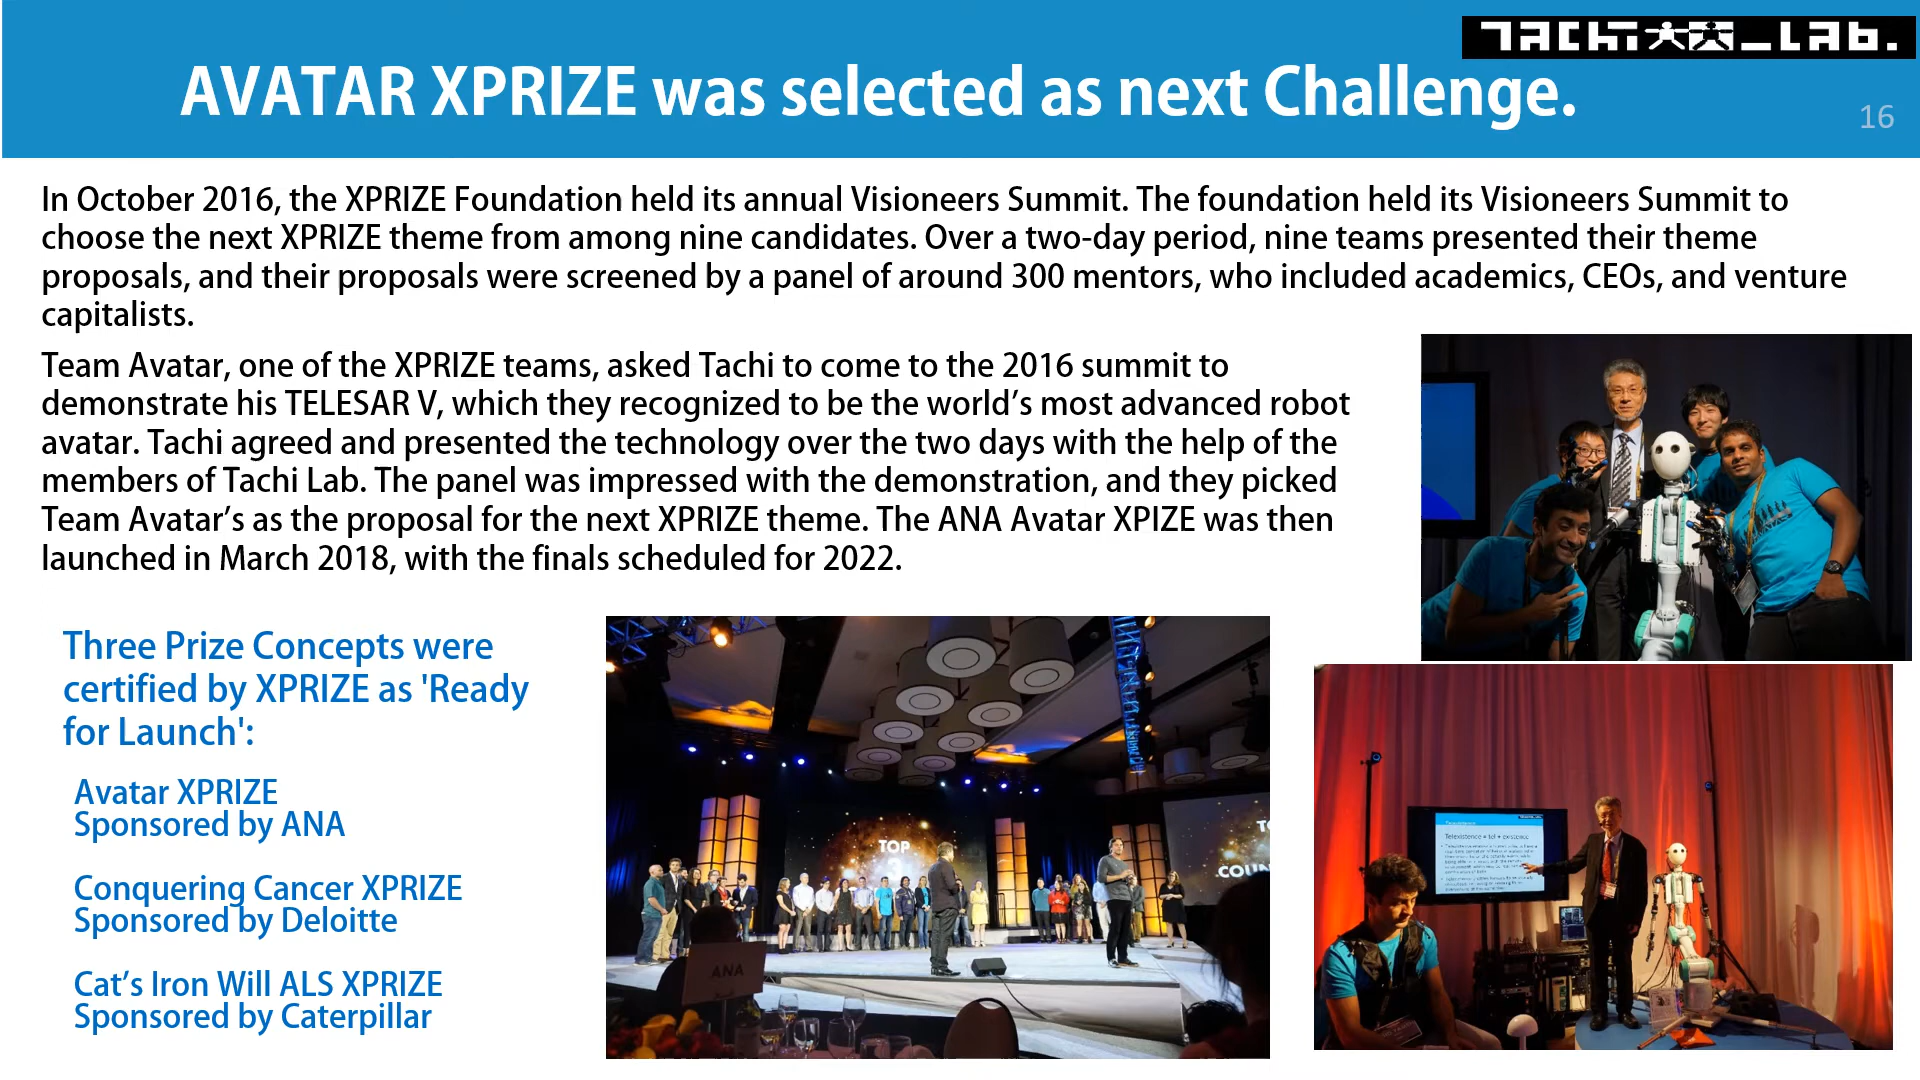 TACHI_LAB.
AVATAR XPRIZE was selected as next Challenge.
16
In October 2016, the XPRIZE Foundation held its annual Visioneers Summit. The foundation held its Visioneers Summit to
choose the next XPRIZE theme from among nine candidates. Over a two-day period, nine teams presented their theme
proposals, and their proposals were screened by a panel of around 300 mentors, who included academics, CEOs, and venture
capitalists.
Team Avatar, one of the XPRIZE teams, asked Tachi to come to the 2016 summit to
demonstrate his TELESAR V, which they recognized to be the world’s most advanced robot
avatar. Tachi agreed and presented the technology over the two days with the help of the
members of Tachi Lab. The panel was impressed with the demonstration, and they picked
Team Avatar’s as the proposal for the next XPRIZE theme. The ANA Avatar XPIZE was then
launched in March 2018, with the finals scheduled for 2022.
Three Prize Concepts were
certified by XPRIZE as 'Ready
for Launch':
Avatar XPRIZE
Sponsored by ANA
Conquering Cancer XPRIZE
Sponsored by Deloitte
Cat’s Iron Will ALS XPRIZE
Sponsored by Caterpillar
TOP
3
COUN
ANA
Telexistence = tel + existence